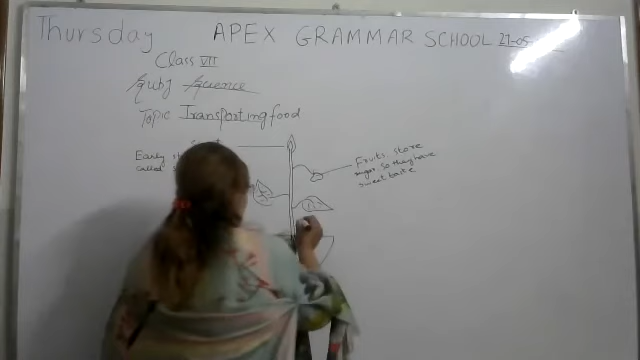 Thursday APEX GRAMMAR SCHOOL
Class VII
Subj Science
Topic Transporting food
Early
called
Fruits store
sugar so they have
sweet taste